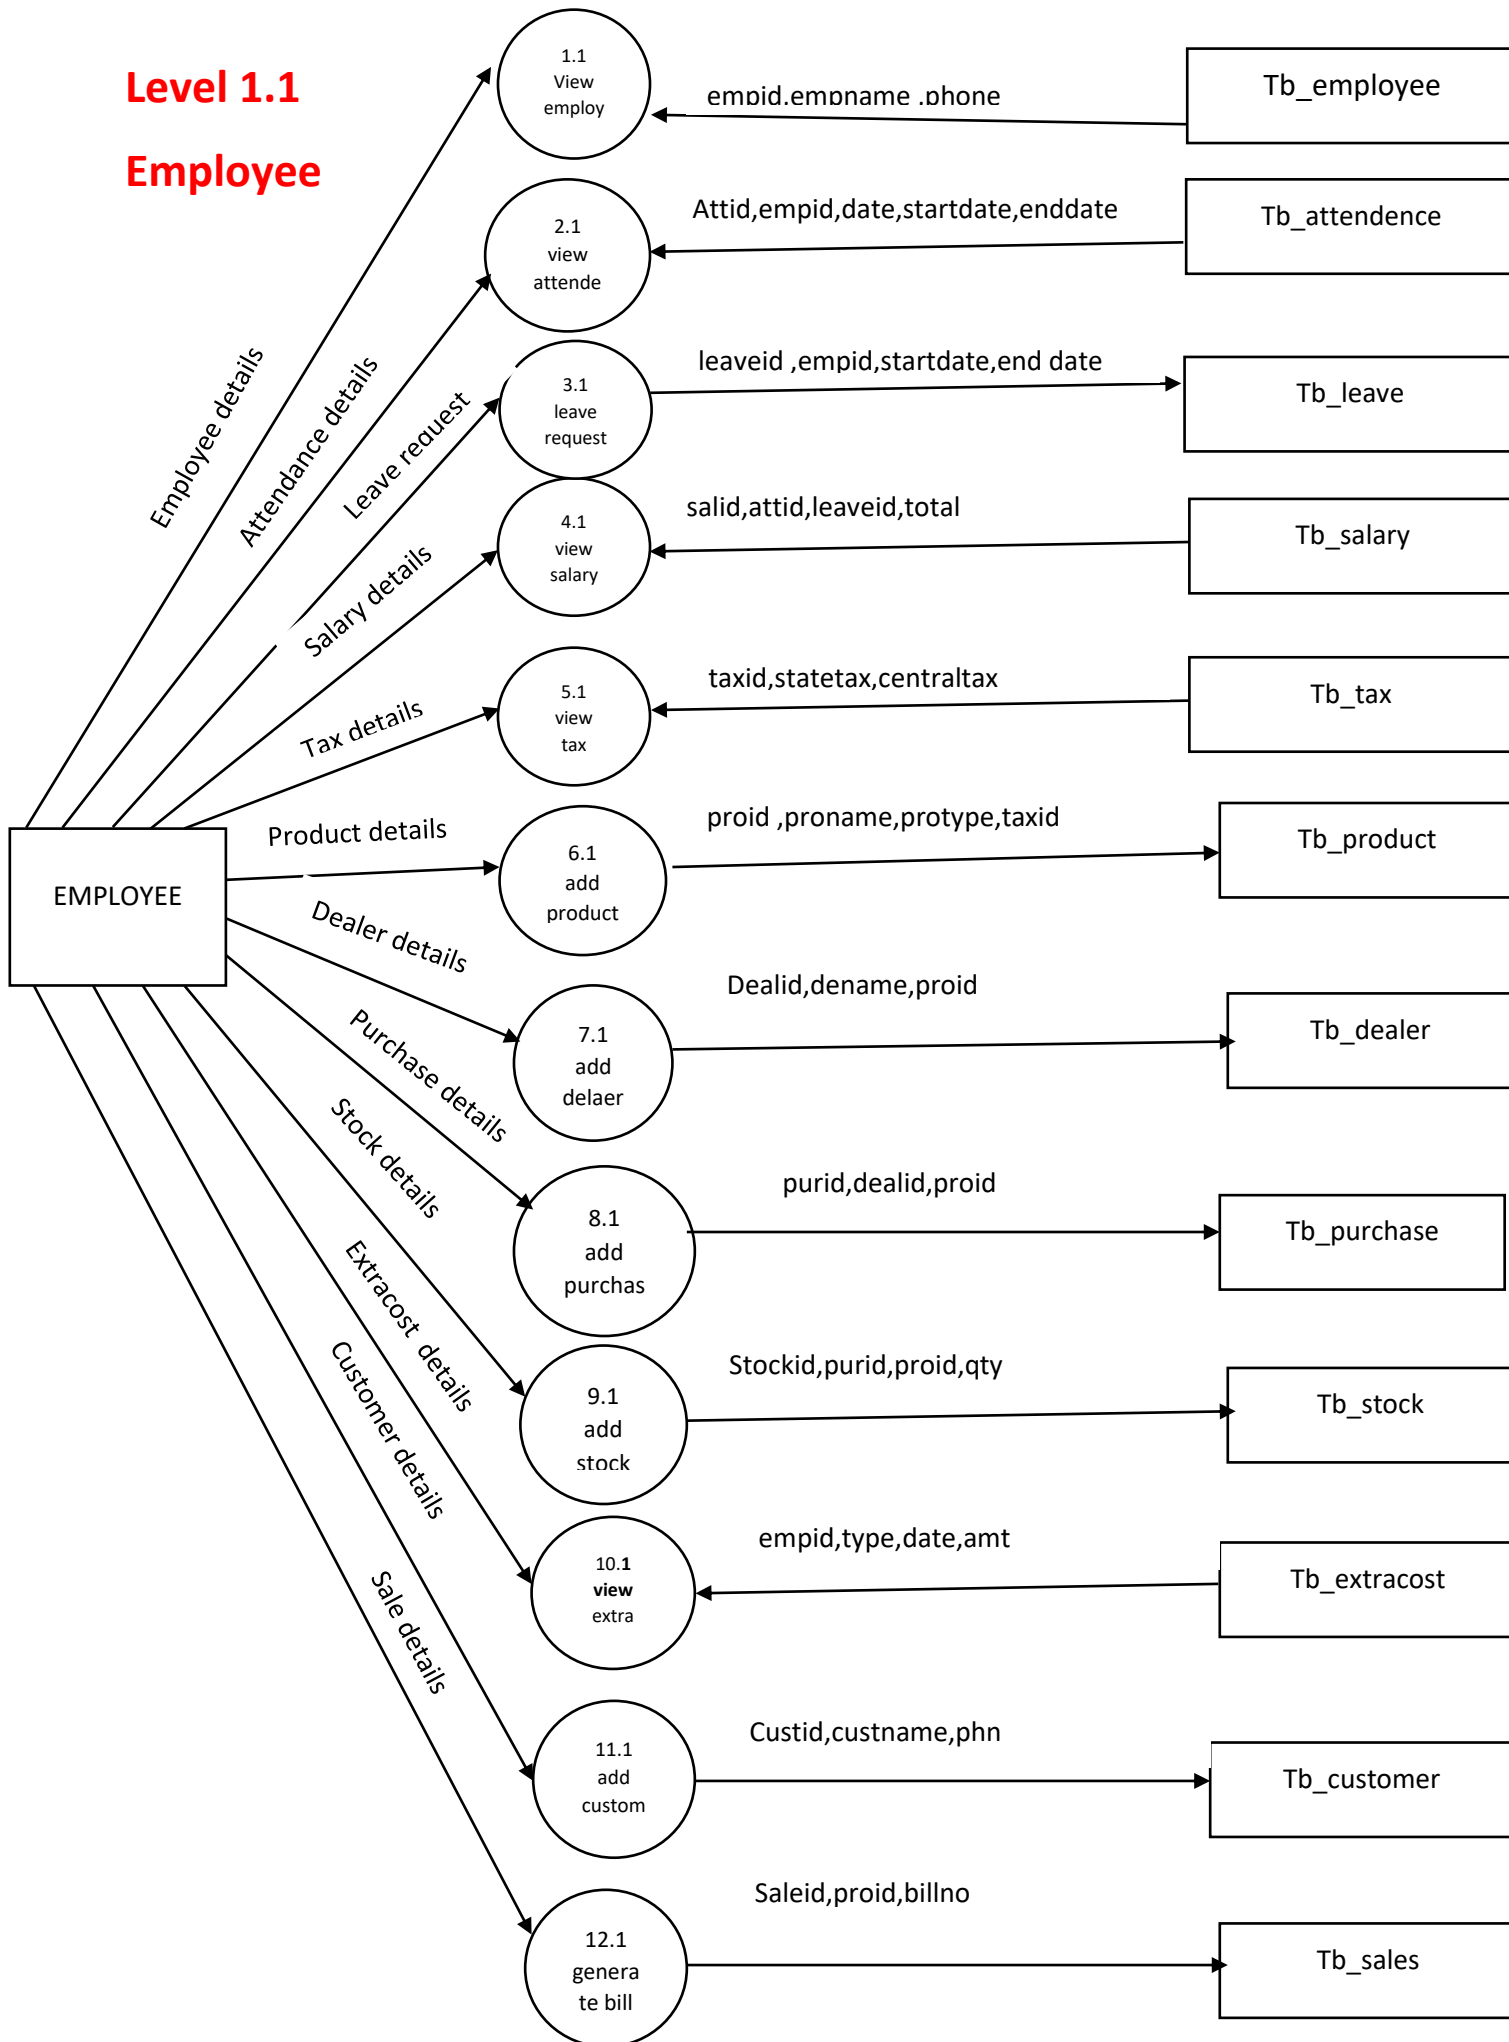 Level 1.1
Employee
1.1
View
employ
empid,empname ,phone
Tb_employee
2.1
view
attende
Attid,empid,date,startdate,enddate
Tb_attendence
3.1
leave
request
leaveid ,empid,startdate,end date
Tb_leave
4.1
view
salary
salid,attid,leaveid,total
Tb_salary
5.1
view
tax
taxid,statetax,centraltax
Tb_tax
6.1
add
product
proid ,proname,protype,taxid
Tb_product
7.1
add
delaer
Dealid,dename,proid
Tb_dealer
8.1
add
purchas
purid,dealid,proid
Tb_purchase
9.1
add
stock
Stockid,purid,proid,qty
Tb_stock
10.1
view
extra
empid,type,date,amt
Tb_extracost
11.1
add
custom
Custid,custname,phn
Tb_customer
12.1
genera
te bill
Saleid,proid,billno
Tb_sales
EMPLOYEE
Employee details
Attendance details
Leave request
Salary details
Tax details
Product details
Dealer details
Purchase details
Stock details
Extracost details
Customer details
Sale details